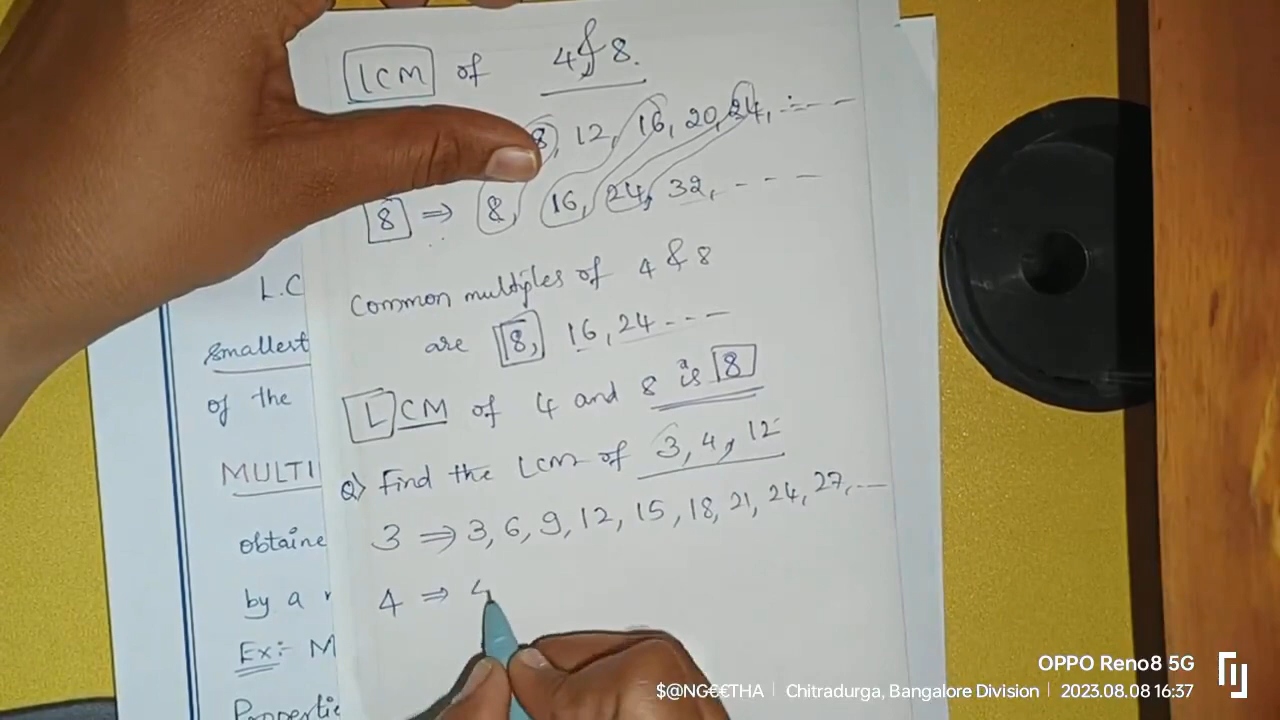 LCM of 4 & 8.
8, 12, 16, 20, 24, - - - -
8 ⇒ 8, 16, 24, 32, - - -
Common multiples of 4 & 8
are 8, 16, 24 - - -
LCM of 4 and 8 is 8
Q) Find the LCM of 3, 4, 12
3 ⇒ 3, 6, 9, 12, 15, 18, 21, 24, 27, - - -
4 ⇒ 4
L.C
smallest
of the
MULTI
obtaine
by a
Ex:- M
Propertie
OPPO Reno8 5G
$@NG€€THA | Chitradurga, Bangalore Division | 2023.08.08 16:37